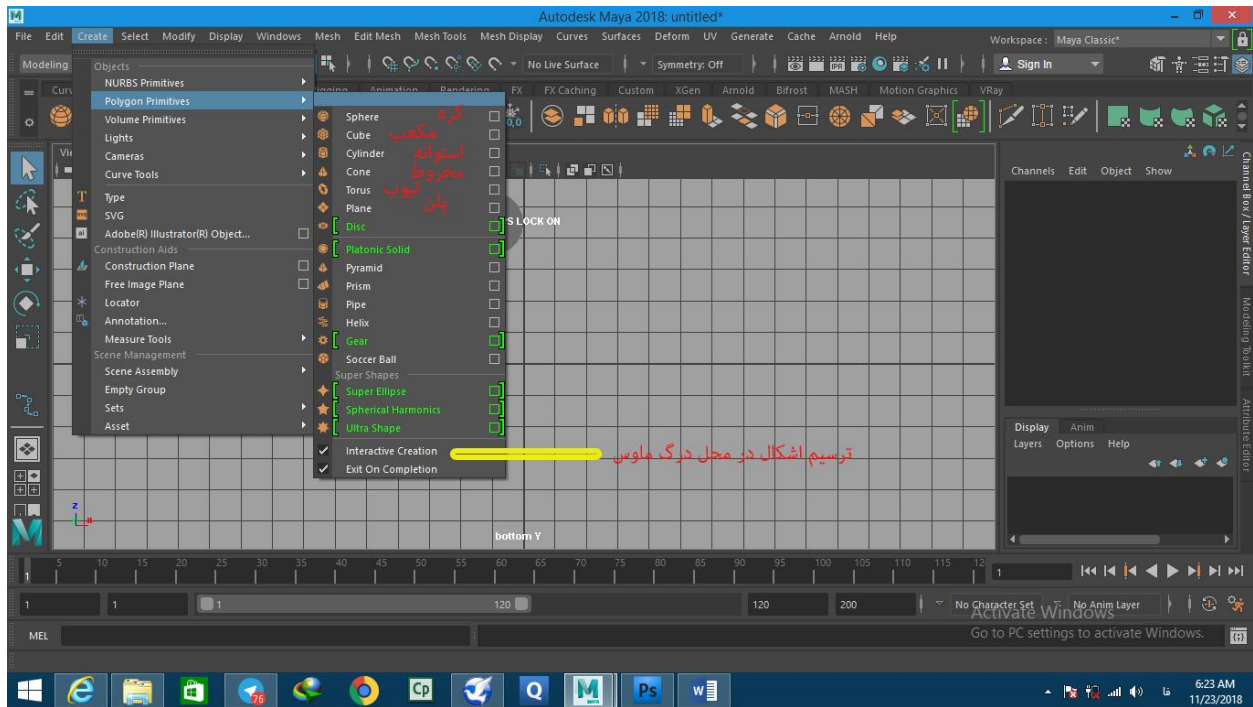 Autodesk Maya 2018: untitled*
File Edit Create Select Modify Display Windows Mesh Edit Mesh Mesh Tools Mesh Display Curves Surfaces Deform UV Generate Cache Arnold Help
Workspace : Maya Classic*
Modeling
No Live Surface
Symmetry: Off
Sign In
Rendering FX FX Caching Custom XGen Arnold Bifrost MASH Motion Graphics VRay
Objects
NURBS Primitives
Polygon Primitives
Volume Primitives
Lights
Cameras
Curve Tools
Type
SVG
Adobe(R) Illustrator(R) Object...
Construction Aids
Construction Plane
Free Image Plane
Locator
Annotation...
Measure Tools
Scene Management
Scene Assembly
Empty Group
Sets
Asset
Sphere کره
Cube مکعب
Cylinder استوانه
Cone مخروط
Torus تیوب
Plane پلن
Disc
Platonic Solid
Pyramid
Prism
Pipe
Helix
Gear
Soccer Ball
Super Shapes
Super Ellipse
Spherical Harmonics
Ultra Shape
Interactive Creation
Exit On Completion
ترسیم اشکال در محل درگ ماوس
S LOCK ON
bottom Y
z
x
Channels Edit Object Show
Channel Box / Layer Editor
Modeling Toolkit
Attribute Editor
Display Anim
Layers Options Help
5 10 15 20 25 30 35 40 45 50 55 60 65 70 75 80 85 90 95 100 105 110 115 12
1
1
1 1 1 120 120 200 No Character Set No Anim Layer
MEL
Activate Windows
Go to PC settings to activate Windows.
76
Cp
Q
MAYA
Ps
W
فا
6:23 AM
11/23/2018